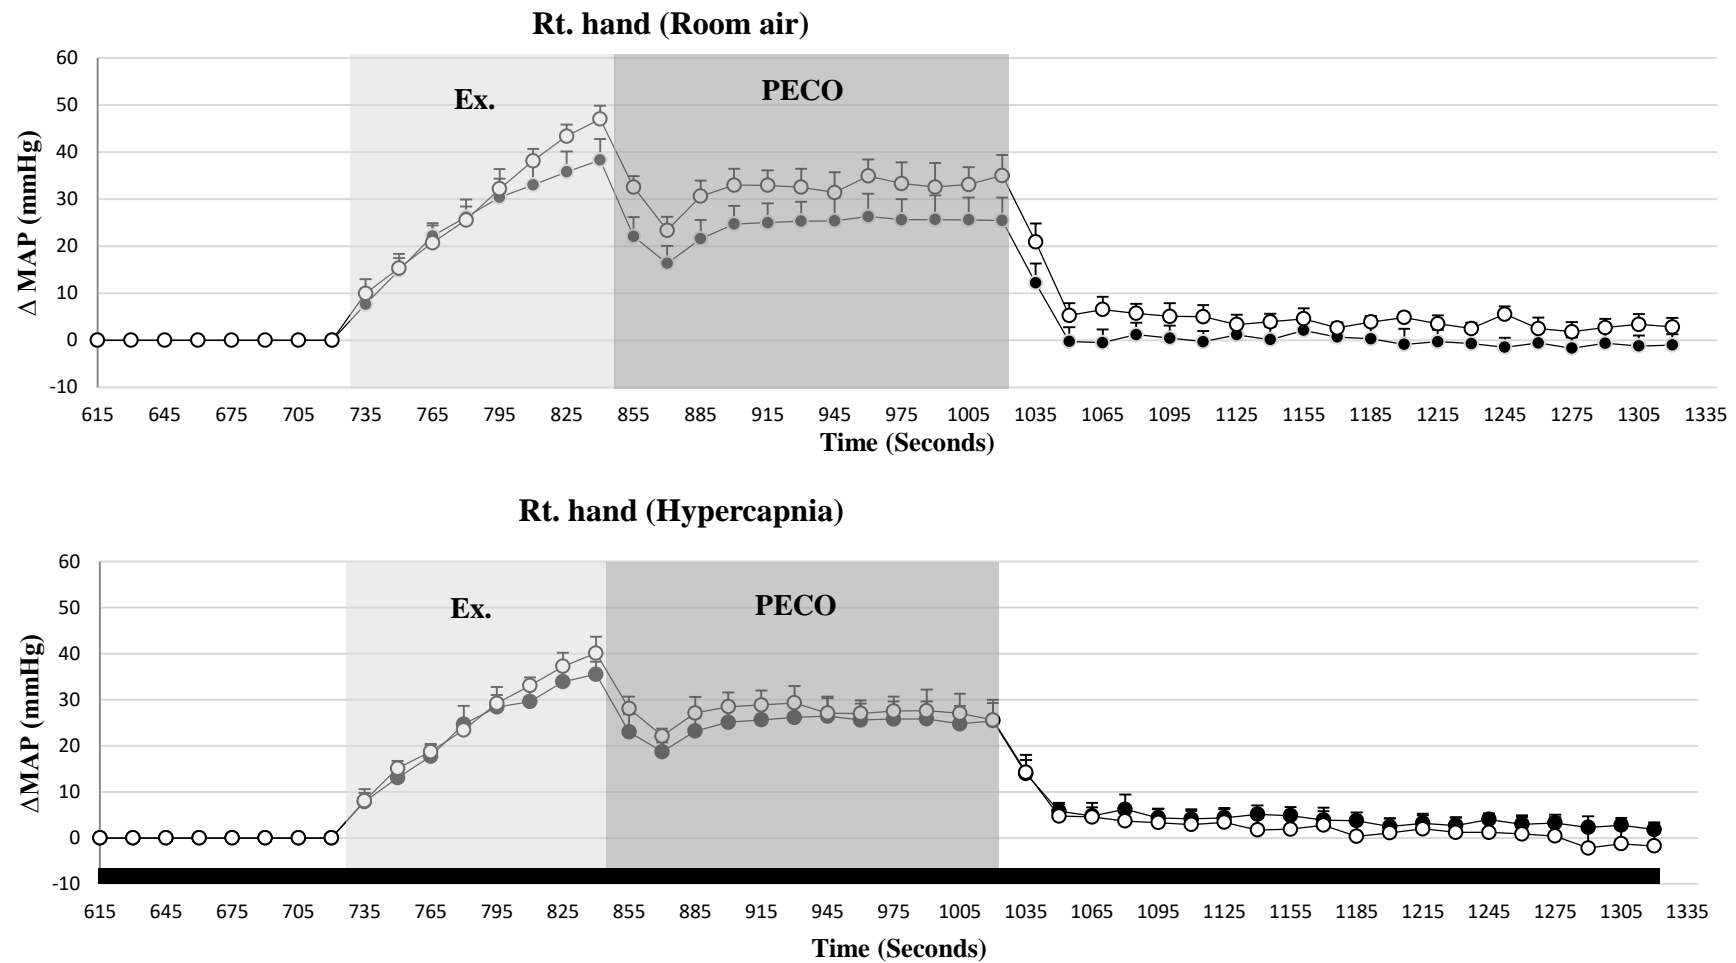 Rt. hand (Room air)
60
50
40
30
20
10
0
-10
Δ MAP (mmHg)
Ex.
PECO
615 645 675 705 735 765 795 825 855 885 915 945 975 1005 1035 1065 1095 1125 1155 1185 1215 1245 1275 1305 1335
Time (Seconds)
Rt. hand (Hypercapnia)
60
50
40
30
20
10
0
-10
ΔMAP (mmHg)
Ex.
PECO
615 645 675 705 735 765 795 825 855 885 915 945 975 1005 1035 1065 1095 1125 1155 1185 1215 1245 1275 1305 1335
Time (Seconds)